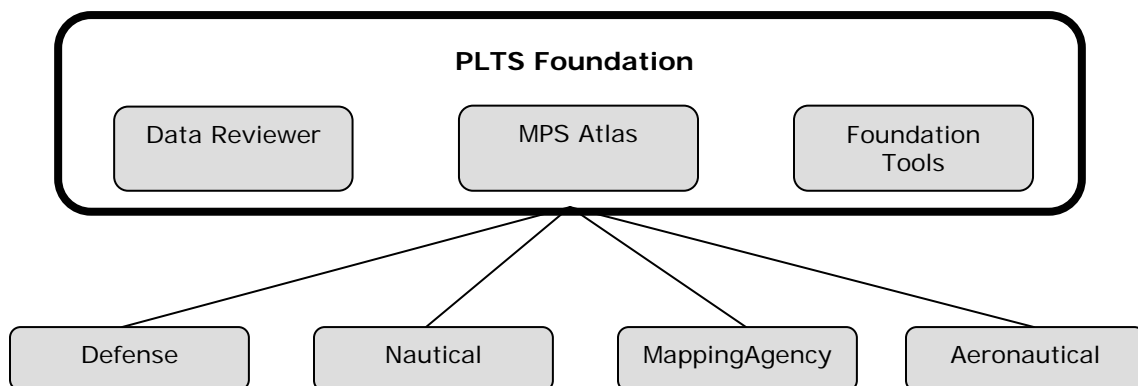 PLTS Foundation
Data Reviewer
MPS Atlas
Foundation
Tools
Defense
Nautical
MappingAgency
Aeronautical